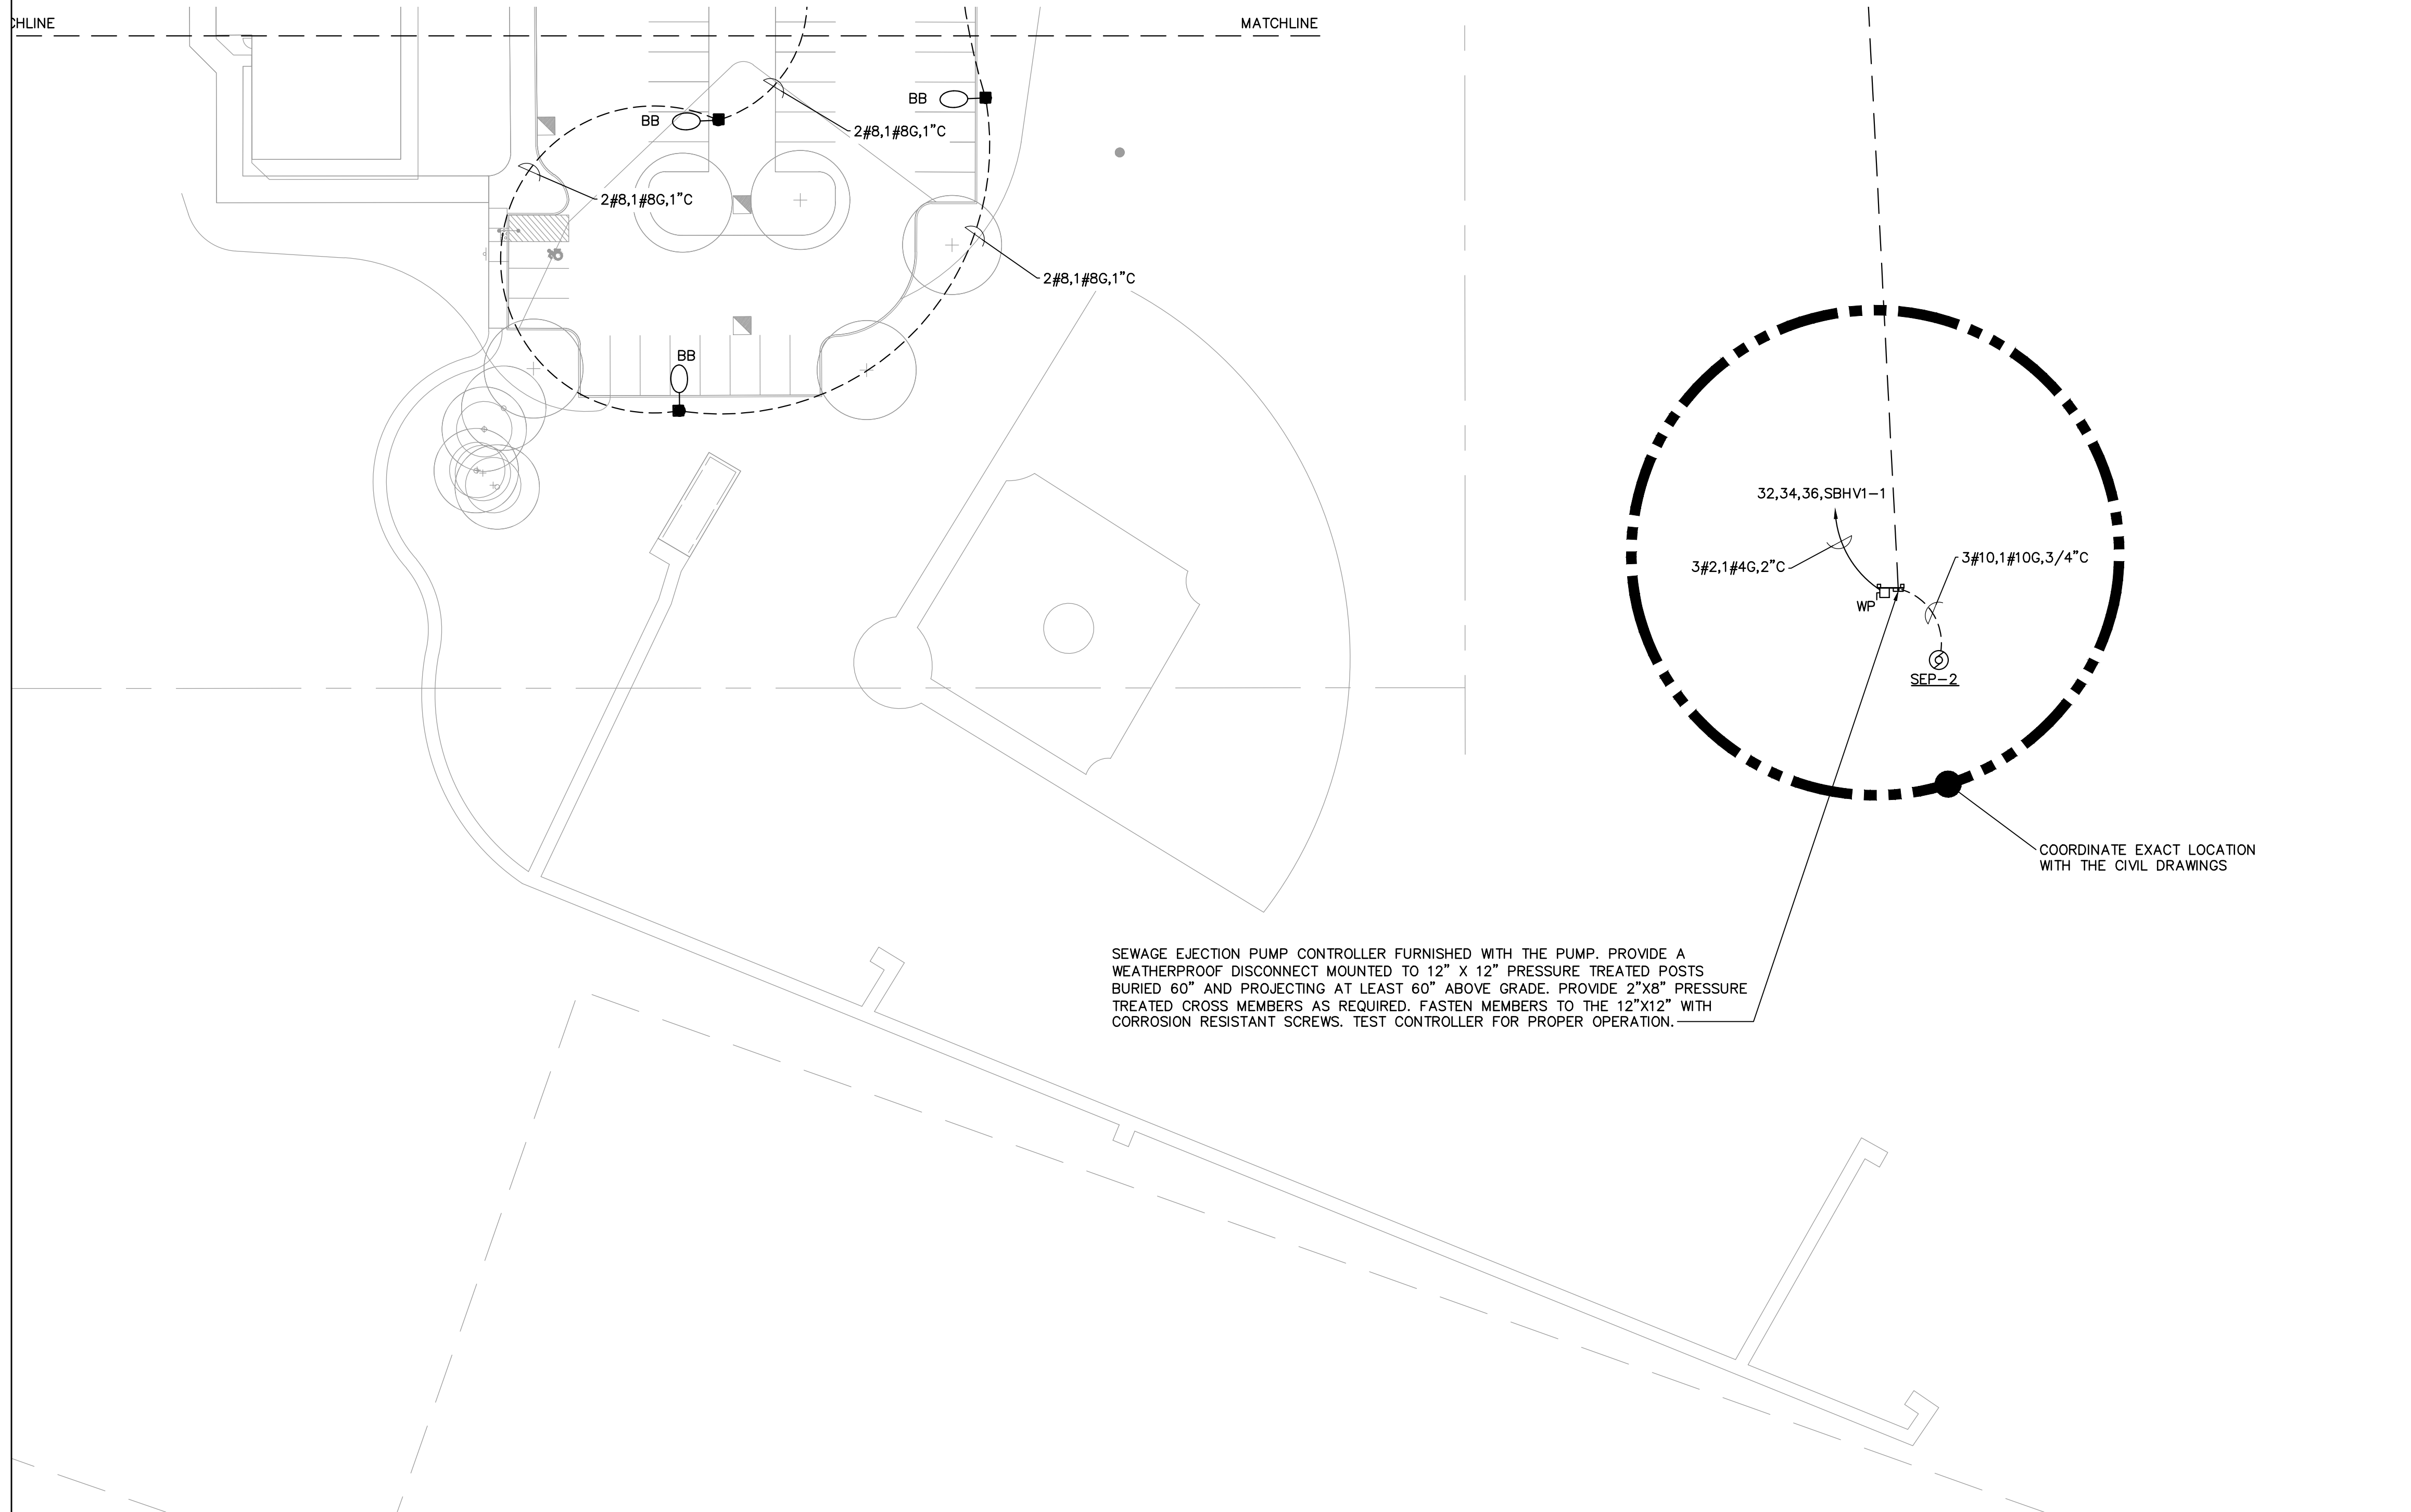 CHLINE
MATCHLINE
BB
BB
2#8,1#8G,1"C
2#8,1#8G,1"C
2#8,1#8G,1"C
BB
32,34,36,SBHV1-1
3#2,1#4G,2"C
3#10,1#10G,3/4"C
WP
SEP-2
COORDINATE EXACT LOCATION
WITH THE CIVIL DRAWINGS
SEWAGE EJECTION PUMP CONTROLLER FURNISHED WITH THE PUMP. PROVIDE A
WEATHERPROOF DISCONNECT MOUNTED TO 12" X 12" PRESSURE TREATED POSTS
BURIED 60" AND PROJECTING AT LEAST 60" ABOVE GRADE. PROVIDE 2"X8" PRESSURE
TREATED CROSS MEMBERS AS REQUIRED. FASTEN MEMBERS TO THE 12"X12" WITH
CORROSION RESISTANT SCREWS. TEST CONTROLLER FOR PROPER OPERATION.